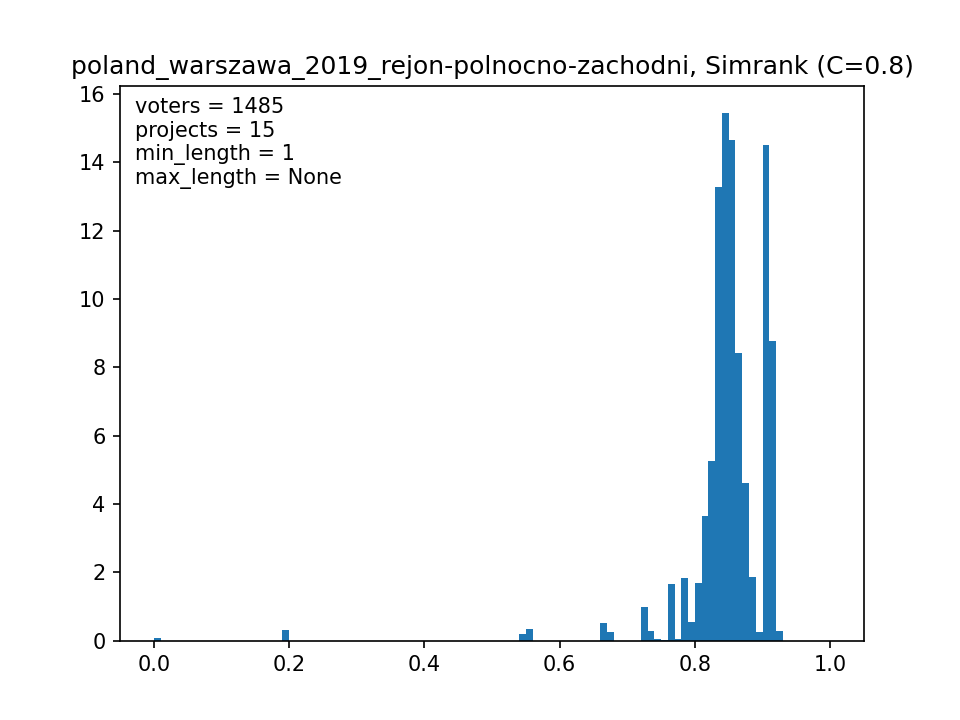 poland_warszawa_2019_rejon-polnocno-zachodni, Simrank (C=0.8)
voters = 1485
projects = 15
min_length = 1
max_length = None
16
14
12
10
8
6
4
2
0
0.0 0.2 0.4 0.6 0.8 1.0